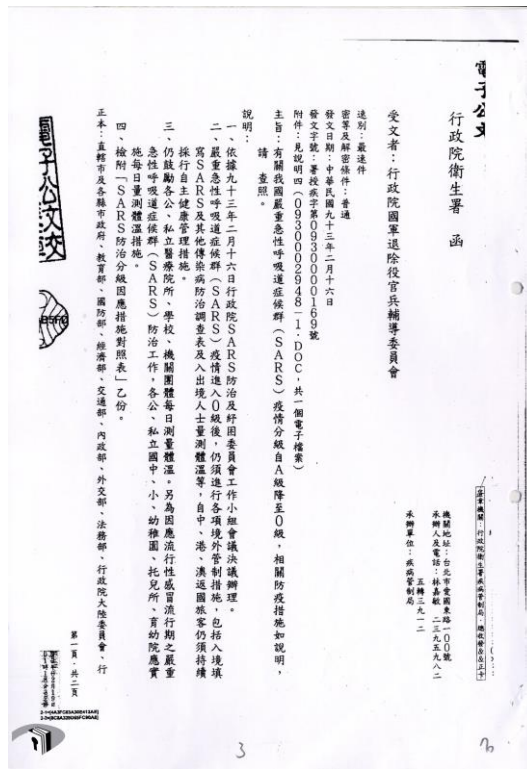 電子公文
行政院衛生署　函
機關地址：台北市愛國東路一００號
承辦人及電話：林嘉敏　二三九五九八二
五轉三九一二
承辦單位：疾病管制局
受文者：行政院國軍退除役官兵輔導委員會
速別：最速件
密等及解密條件：普通
發文日期：中華民國九十三年二月十六日
發文字號：署授疾字第0930000169號
附件：見說明四（0930002948－1．DOC，共一個電子檔案）
主旨：有關我國嚴重急性呼吸道症候群（SARS）疫情分級自A級降至0級，相關防疫措施如說明，
請　查照。
說明：
一、依據九十三年二月十六日行政院SARS防治及紓困委員會工作小組會議決議辦理。
二、嚴重急性呼吸道症候群（SARS）疫情進入0級後，仍須進行各項境外管制措施，包括入境填
寫SARS及其他傳染病防治調查表及入出境人士量測體溫等，自中、港、澳返國旅客仍須持續
採行自主健康管理措施。
三、仍鼓勵各公、私立醫療院所、學校、機關團體每日測量體溫。另為因應流行性感冒流行期之嚴重
急性呼吸道症候群（SARS）防治工作，各公、私立國中、小、幼稚園、托兒所、育幼院應實
施每日量測體溫措施。
四、檢附「SARS防治分級因應措施對照表」乙份。
正本：直轄市及各縣市政府、教育部、國防部、經濟部、交通部、內政部、外交部、法務部、行政院大陸委員會、行
第一頁．共二頁
電子公文交
3